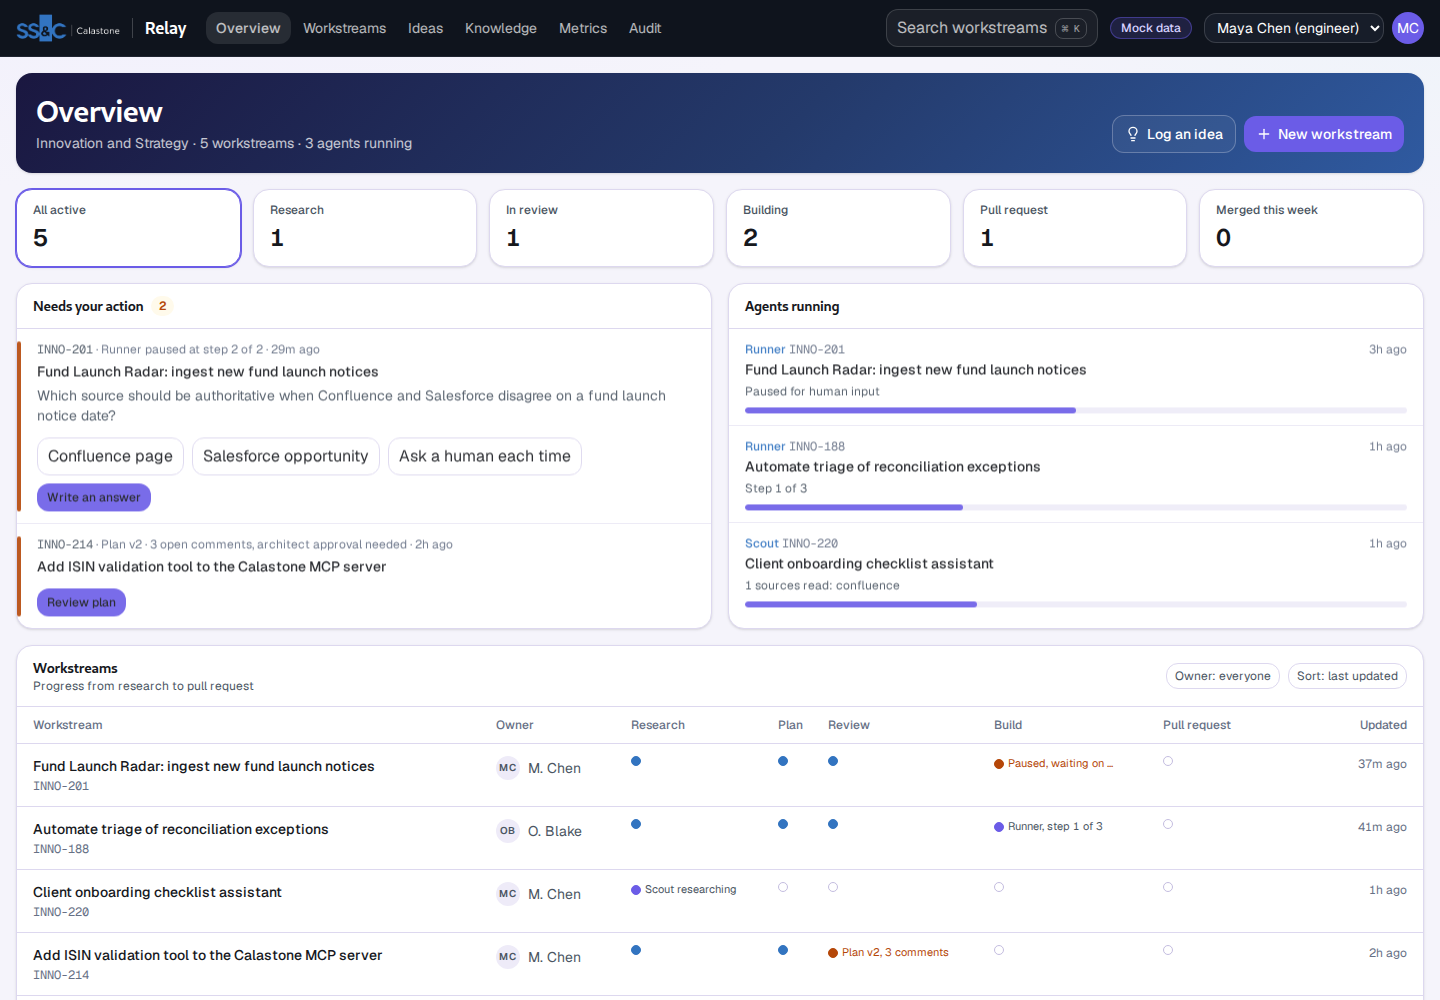 SS&C | Calastone
Relay
Overview
Workstreams
Ideas
Knowledge
Metrics
Audit
Search workstreams ⌘ K
Mock data
Maya Chen (engineer)
MC
Overview
Innovation and Strategy · 5 workstreams · 3 agents running
Log an idea
+ New workstream
All active
5
Research
1
In review
1
Building
2
Pull request
1
Merged this week
0
Needs your action 2
INNO-201 · Runner paused at step 2 of 2 · 29m ago
Fund Launch Radar: ingest new fund launch notices
Which source should be authoritative when Confluence and Salesforce disagree on a fund launch
notice date?
Confluence page
Salesforce opportunity
Ask a human each time
Write an answer
INNO-214 · Plan v2 · 3 open comments, architect approval needed · 2h ago
Add ISIN validation tool to the Calastone MCP server
Review plan
Agents running
Runner INNO-201 3h ago
Fund Launch Radar: ingest new fund launch notices
Paused for human input
Runner INNO-188 1h ago
Automate triage of reconciliation exceptions
Step 1 of 3
Scout INNO-220 1h ago
Client onboarding checklist assistant
1 sources read: confluence
Workstreams
Progress from research to pull request
Owner: everyone
Sort: last updated
Workstream Owner Research Plan Review Build Pull request Updated
Fund Launch Radar: ingest new fund launch notices MC M. Chen Paused, waiting on … 37m ago
INNO-201
Automate triage of reconciliation exceptions OB O. Blake Runner, step 1 of 3 41m ago
INNO-188
Client onboarding checklist assistant MC M. Chen Scout researching 1h ago
INNO-220
Add ISIN validation tool to the Calastone MCP server MC M. Chen Plan v2, 3 comments 2h ago
INNO-214